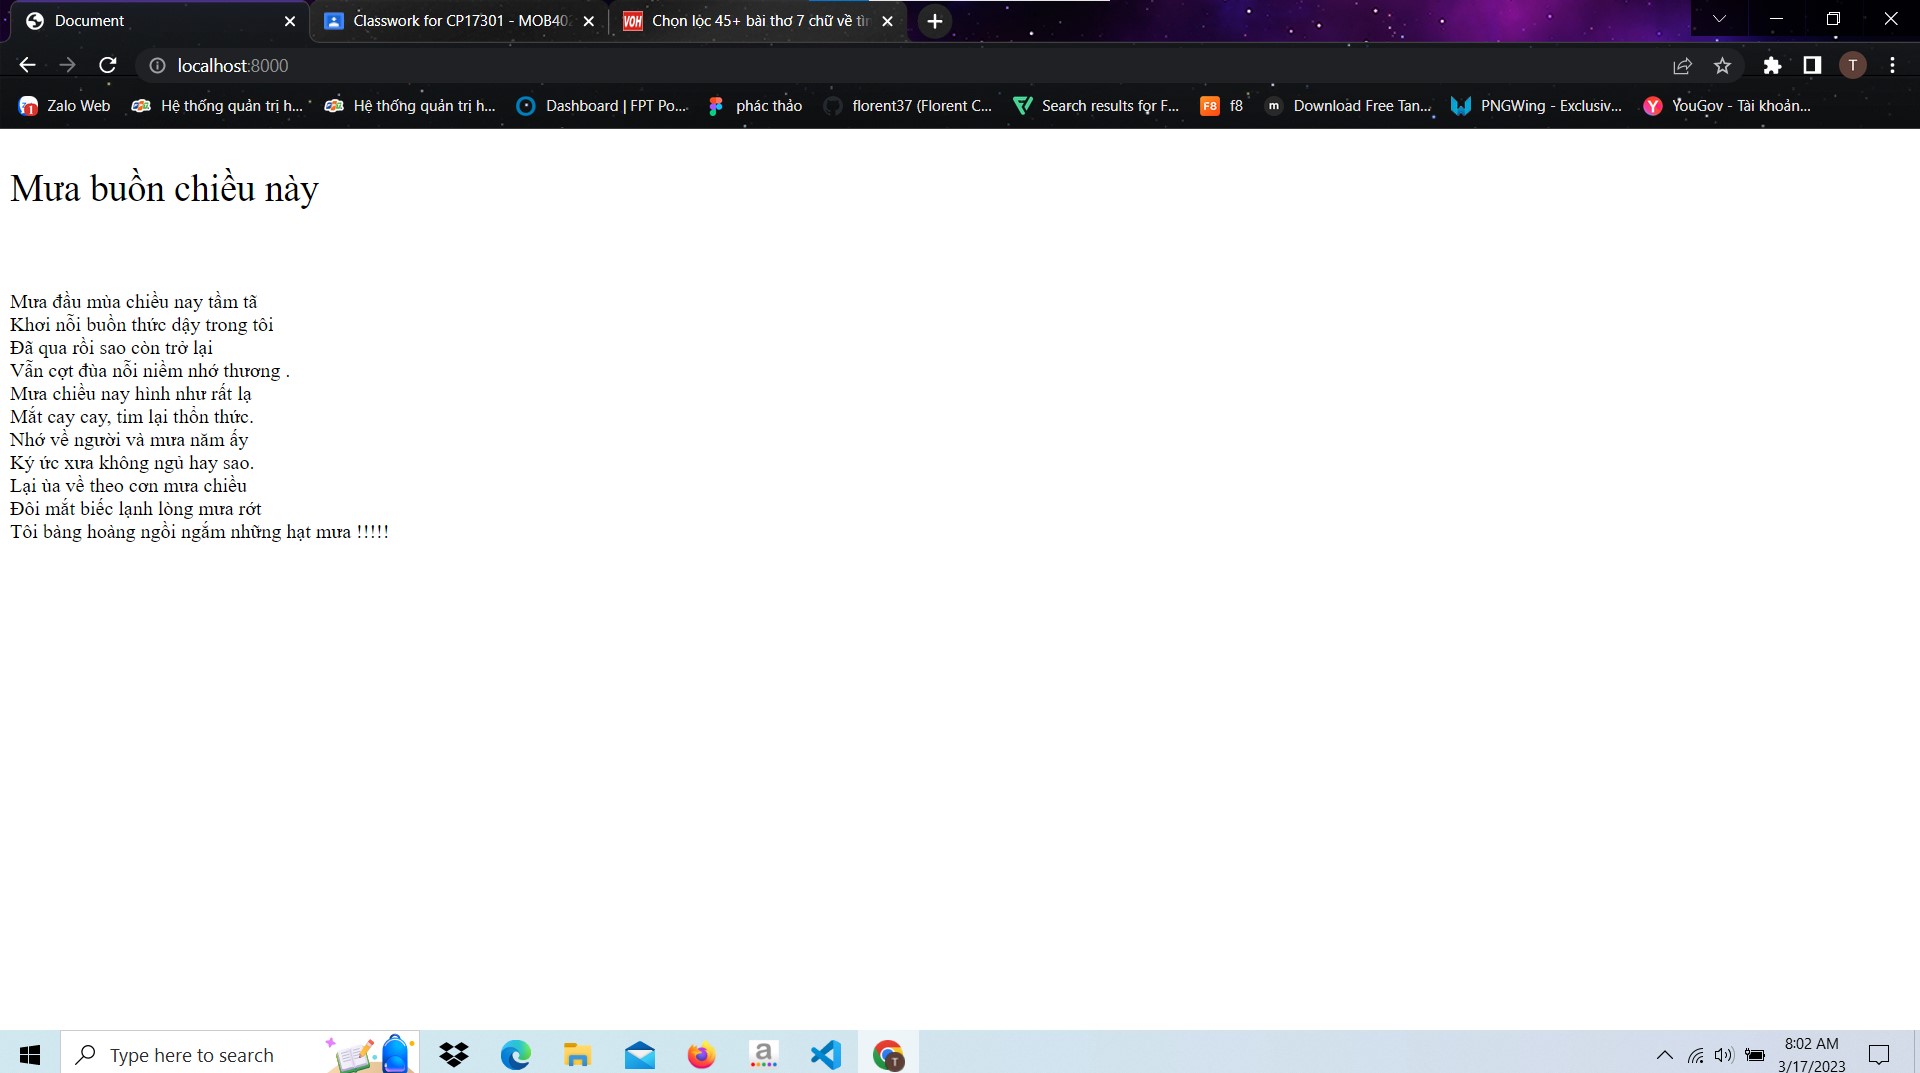 Document
Classwork for CP17301 - MOB402
VOH Chọn lọc 45+ bài thơ 7 chữ về tìn
localhost:8000
T
Zalo Web
Hệ thống quản trị h...
Hệ thống quản trị h...
Dashboard | FPT Po...
phác thảo
florent37 (Florent C...
Search results for F...
F8 f8
m Download Free Tan...
PNGWing - Exclusiv...
Y YouGov - Tài khoản...
Mưa buồn chiều này
Mưa đầu mùa chiều nay tầm tã
Khơi nỗi buồn thức dậy trong tôi
Đã qua rồi sao còn trở lại
Vẫn cợt đùa nỗi niềm nhớ thương .
Mưa chiều nay hình như rất lạ
Mắt cay cay, tim lại thổn thức.
Nhớ về người và mưa năm ấy
Ký ức xưa không ngủ hay sao.
Lại ùa về theo cơn mưa chiều
Đôi mắt biếc lạnh lòng mưa rớt
Tôi bàng hoàng ngồi ngắm những hạt mưa !!!!!
Type here to search
a
T
8:02 AM
3/17/2023